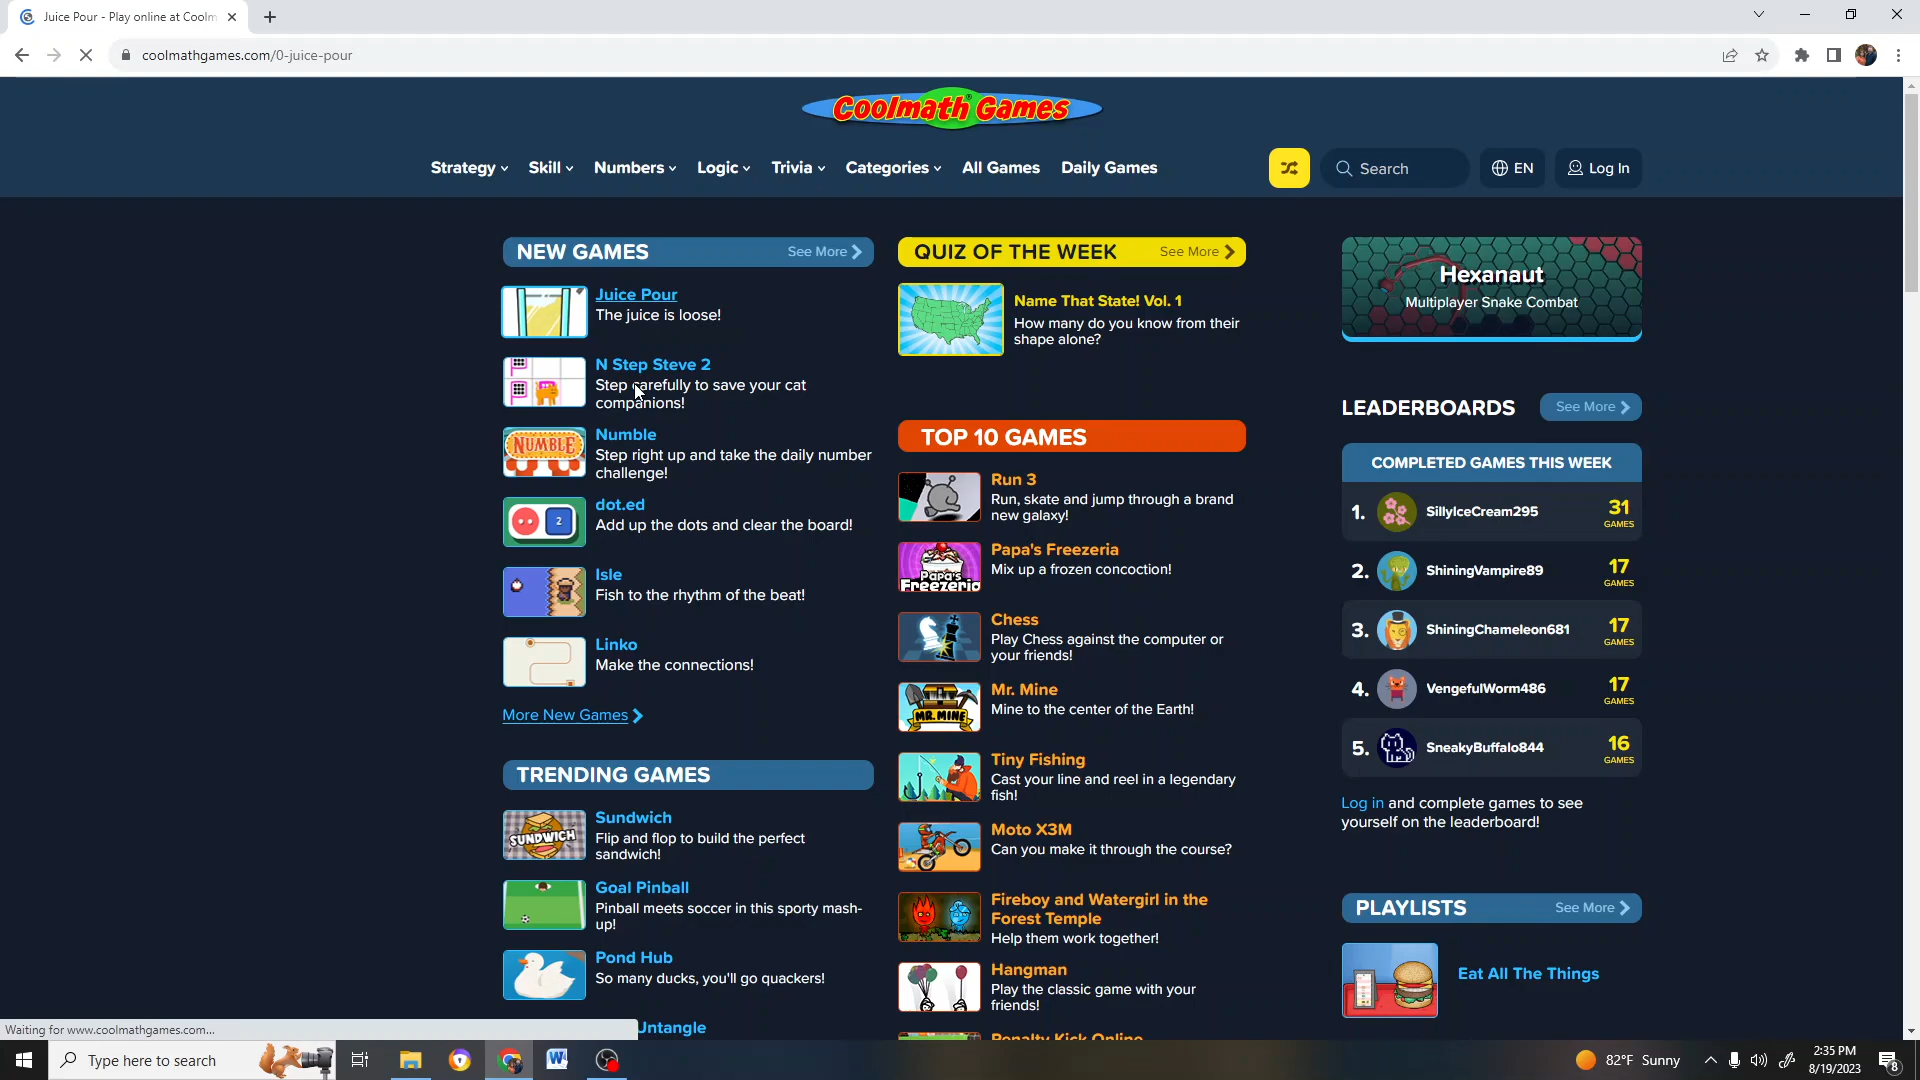 Juice Pour - Play online at Coolm
coolmathgames.com/0-juice-pour
Coolmath Games
Strategy
Skill
Numbers
Logic
Trivia
Categories
All Games
Daily Games
Search
EN
Log In
NEW GAMES
See More
Juice Pour
The juice is loose!
N Step Steve 2
Step carefully to save your cat
companions!
NUMBLE
Numble
Step right up and take the daily number
challenge!
2
dot.ed
Add up the dots and clear the board!
Isle
Fish to the rhythm of the beat!
Linko
Make the connections!
More New Games
TRENDING GAMES
SANDWICH
Sandwich
Flip and flop to build the perfect
sandwich!
Goal Pinball
Pinball meets soccer in this sporty mash-
up!
Pond Hub
So many ducks, you'll go quackers!
Untangle
QUIZ OF THE WEEK
See More
Name That State! Vol. 1
How many do you know from their
shape alone?
TOP 10 GAMES
Run 3
Run, skate and jump through a brand
new galaxy!
PAPA'S
Freezeria
Papa's Freezeria
Mix up a frozen concoction!
Chess
Play Chess against the computer or
your friends!
MR. MINE
Mr. Mine
Mine to the center of the Earth!
Tiny Fishing
Cast your line and reel in a legendary
fish!
Moto X3M
Can you make it through the course?
Fireboy and Watergirl in the
Forest Temple
Help them work together!
Hangman
Play the classic game with your
friends!
Penalty Kick Online
Hexanaut
Multiplayer Snake Combat
LEADERBOARDS
See More
COMPLETED GAMES THIS WEEK
1. SillyIceCream295 31
GAMES
2. ShiningVampire89 17
GAMES
3. ShiningChameleon681 17
GAMES
4. VengefulWorm486 17
GAMES
5. SneakyBuffalo844 16
GAMES
Log in and complete games to see
yourself on the leaderboard!
PLAYLISTS
See More
Eat All The Things
Waiting for www.coolmathgames.com...
Type here to search
W
82°F Sunny
2:35 PM
8/19/2023
8